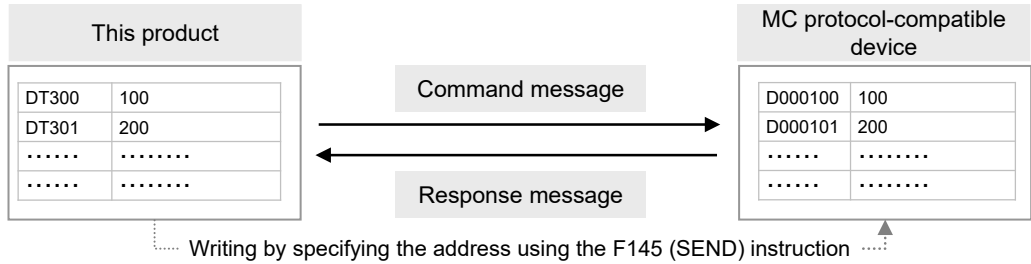 This product
MC protocol-compatible
device
DT300 100
DT301 200
...... ........
...... ........
Command message
Response message
D000100 100
D000101 200
...... ........
...... ........
Writing by specifying the address using the F145 (SEND) instruction